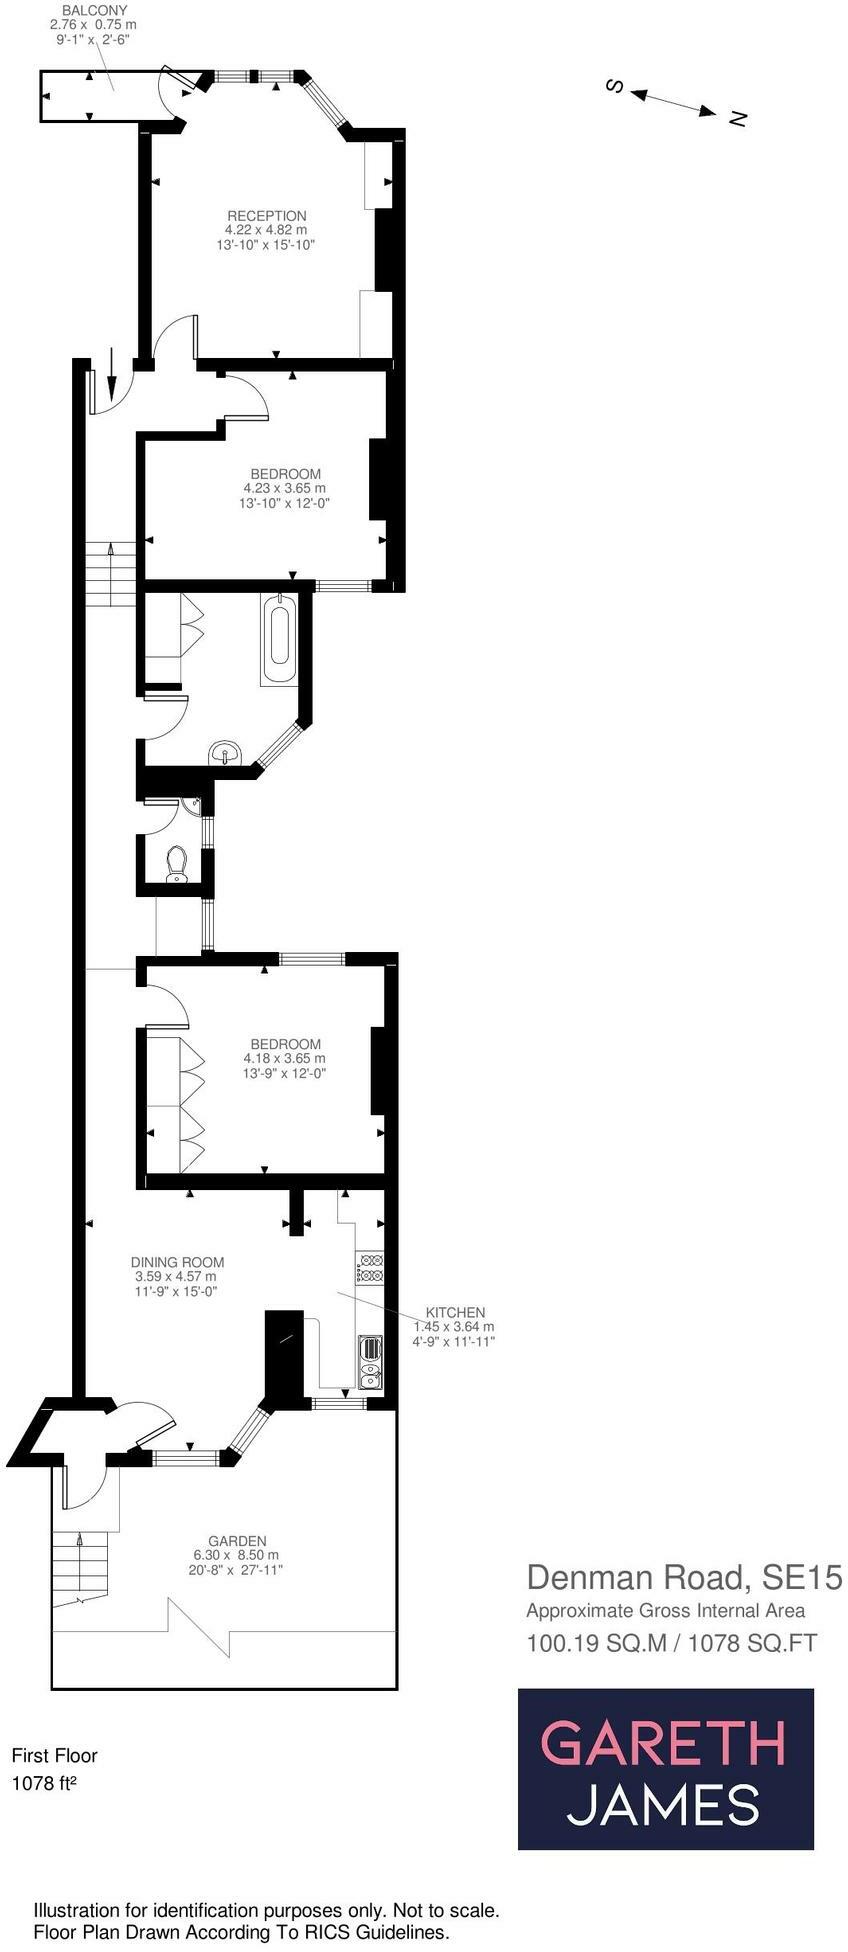 BALCONY
2.76 x 0.75 m
9'-1" x 2'-6"
S
N
RECEPTION
4.22 x 4.82 m
13'-10" x 15'-10"
BEDROOM
4.23 x 3.65 m
13'-10" x 12'-0"
BEDROOM
4.18 x 3.65 m
13'-9" x 12'-0"
DINING ROOM
3.59 x 4.57 m
11'-9" x 15'-0"
KITCHEN
1.45 x 3.64 m
4'-9" x 11'-11"
GARDEN
6.30 x 8.50 m
20'-8" x 27'-11"
Denman Road, SE15
Approximate Gross Internal Area
100.19 SQ.M / 1078 SQ.FT
GARETH
JAMES
First Floor
1078 ft²
Illustration for identification purposes only. Not to scale.
Floor Plan Drawn According To RICS Guidelines.